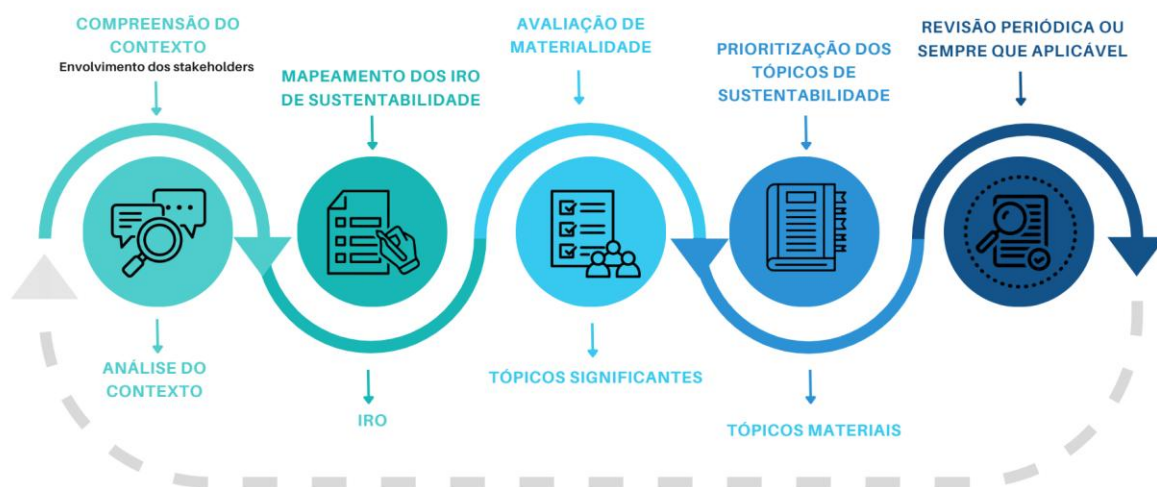 COMPREENSÃO DO
CONTEXTO
Envolvimento dos stakeholders
MAPEAMENTO DOS IRO
DE SUSTENTABILIDADE
AVALIAÇÃO DE
MATERIALIDADE
PRIORITIZAÇÃO DOS
TÓPICOS DE
SUSTENTABILIDADE
REVISÃO PERIÓDICA OU
SEMPRE QUE APLICÁVEL
ANÁLISE DO
CONTEXTO
IRO
TÓPICOS SIGNIFICANTES
TÓPICOS MATERIAIS